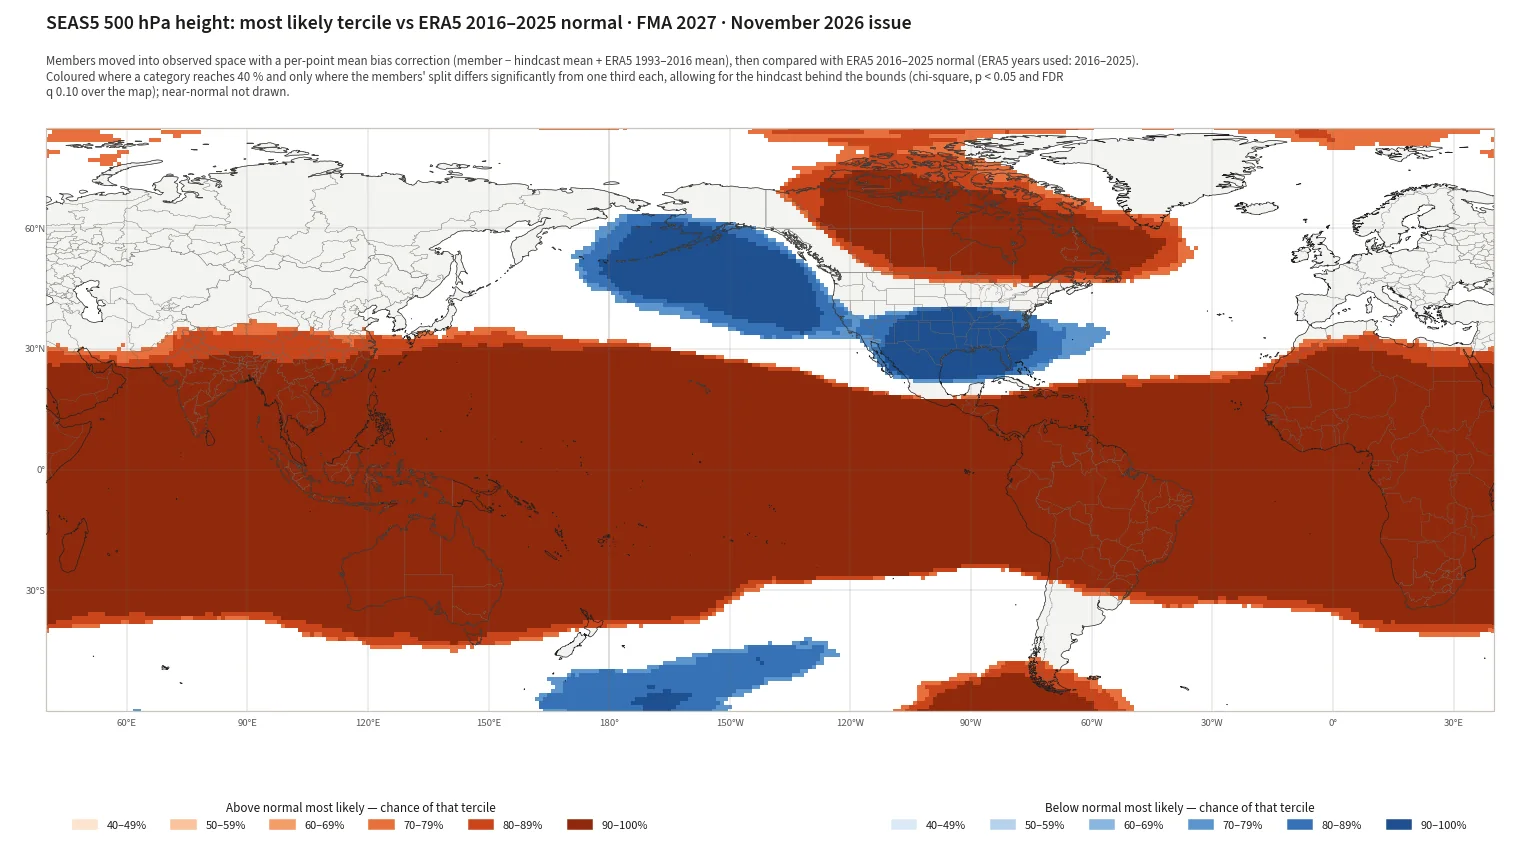 SEAS5 500 hPa height: most likely tercile vs ERA5 2016–2025 normal · FMA 2027 · November 2026 issue
Members moved into observed space with a per-point mean bias correction (member − hindcast mean + ERA5 1993–2016 mean), then compared with ERA5 2016–2025 normal (ERA5 years used: 2016–2025).
Coloured where a category reaches 40 % and only where the members' split differs significantly from one third each, allowing for the hindcast behind the bounds (chi-square, p < 0.05 and FDR
q 0.10 over the map); near-normal not drawn.
60°N
30°N
0°
30°S
60°E 90°E 120°E 150°E 180° 150°W 120°W 90°W 60°W 30°W 0° 30°E
Above normal most likely — chance of that tercile
40–49% 50–59% 60–69% 70–79% 80–89% 90–100%
Below normal most likely — chance of that tercile
40–49% 50–59% 60–69% 70–79% 80–89% 90–100%